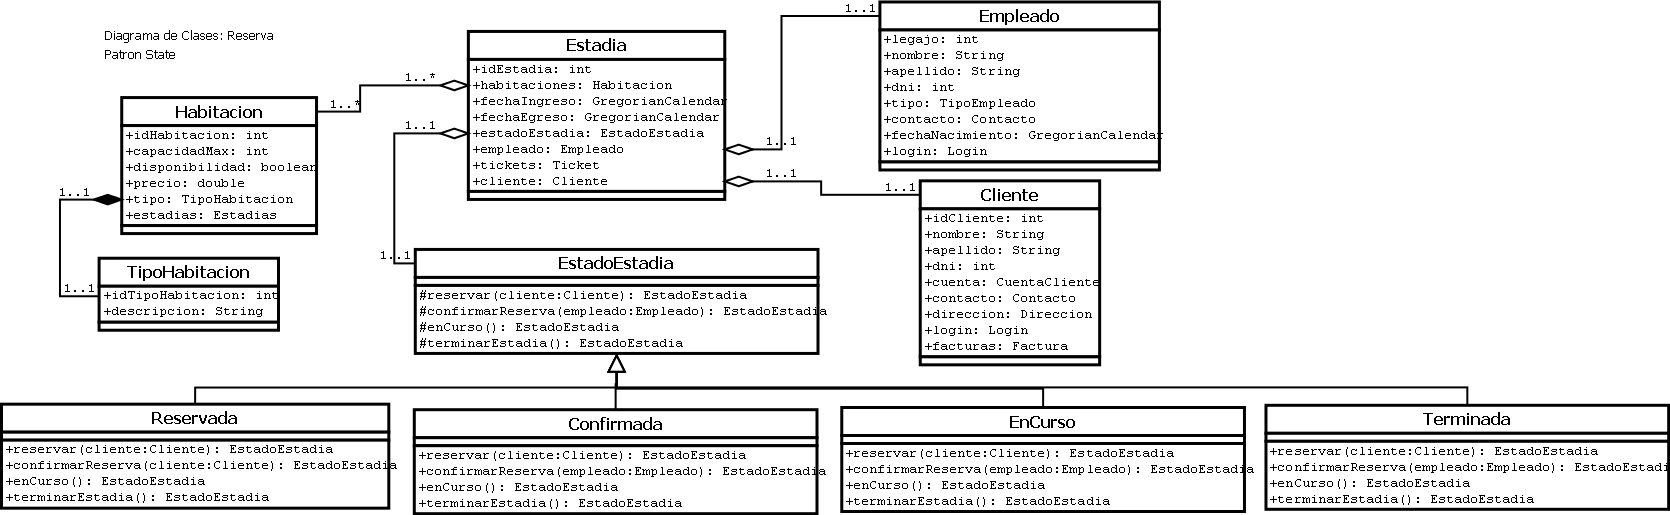 Diagrama de Clases: Reserva
Patron State
Habitacion
+idHabitacion: int
+capacidadMax: int
+disponibilidad: boolean
+precio: double
+tipo: TipoHabitacion
+estadias: Estadias
1..*
1..*
1..1
1..1
TipoHabitacion
+idTipoHabitacion: int
+descripcion: String
Estadia
+idEstadia: int
+habitaciones: Habitacion
+fechaIngreso: GregorianCalendar
+fechaEgreso: GregorianCalendar
+estadoEstadia: EstadoEstadia
+empleado: Empleado
+tickets: Ticket
+cliente: Cliente
1..1
1..1
1..1
1..1
1..1
1..1
Empleado
+legajo: int
+nombre: String
+apellido: String
+dni: int
+tipo: TipoEmpleado
+contacto: Contacto
+fechaNacimiento: GregorianCalendar
+login: Login
Cliente
+idCliente: int
+nombre: String
+apellido: String
+dni: int
+cuenta: CuentaCliente
+contacto: Contacto
+direccion: Direccion
+login: Login
+facturas: Factura
EstadoEstadia
#reservar(cliente:Cliente): EstadoEstadia
#confirmarReserva(empleado:Empleado): EstadoEstadia
#enCurso(): EstadoEstadia
#terminarEstadia(): EstadoEstadia
Reservada
+reservar(cliente:Cliente): EstadoEstadia
+confirmarReserva(cliente:Cliente): EstadoEstadia
+enCurso(): EstadoEstadia
+terminarEstadia(): EstadoEstadia
Confirmada
+reservar(cliente:Cliente): EstadoEstadia
+confirmarReserva(empleado:Empleado): EstadoEstadia
+enCurso(): EstadoEstadia
+terminarEstadia(): EstadoEstadia
EnCurso
+reservar(cliente:Cliente): EstadoEstadia
+confirmarReserva(empleado:Empleado): EstadoEstadia
+enCurso(): EstadoEstadia
+terminarEstadia(): EstadoEstadia
Terminada
+reservar(cliente:Cliente): EstadoEstadia
+confirmarReserva(empleado:Empleado): EstadoEstadi
+enCurso(): EstadoEstadia
+terminarEstadia(): EstadoEstadia